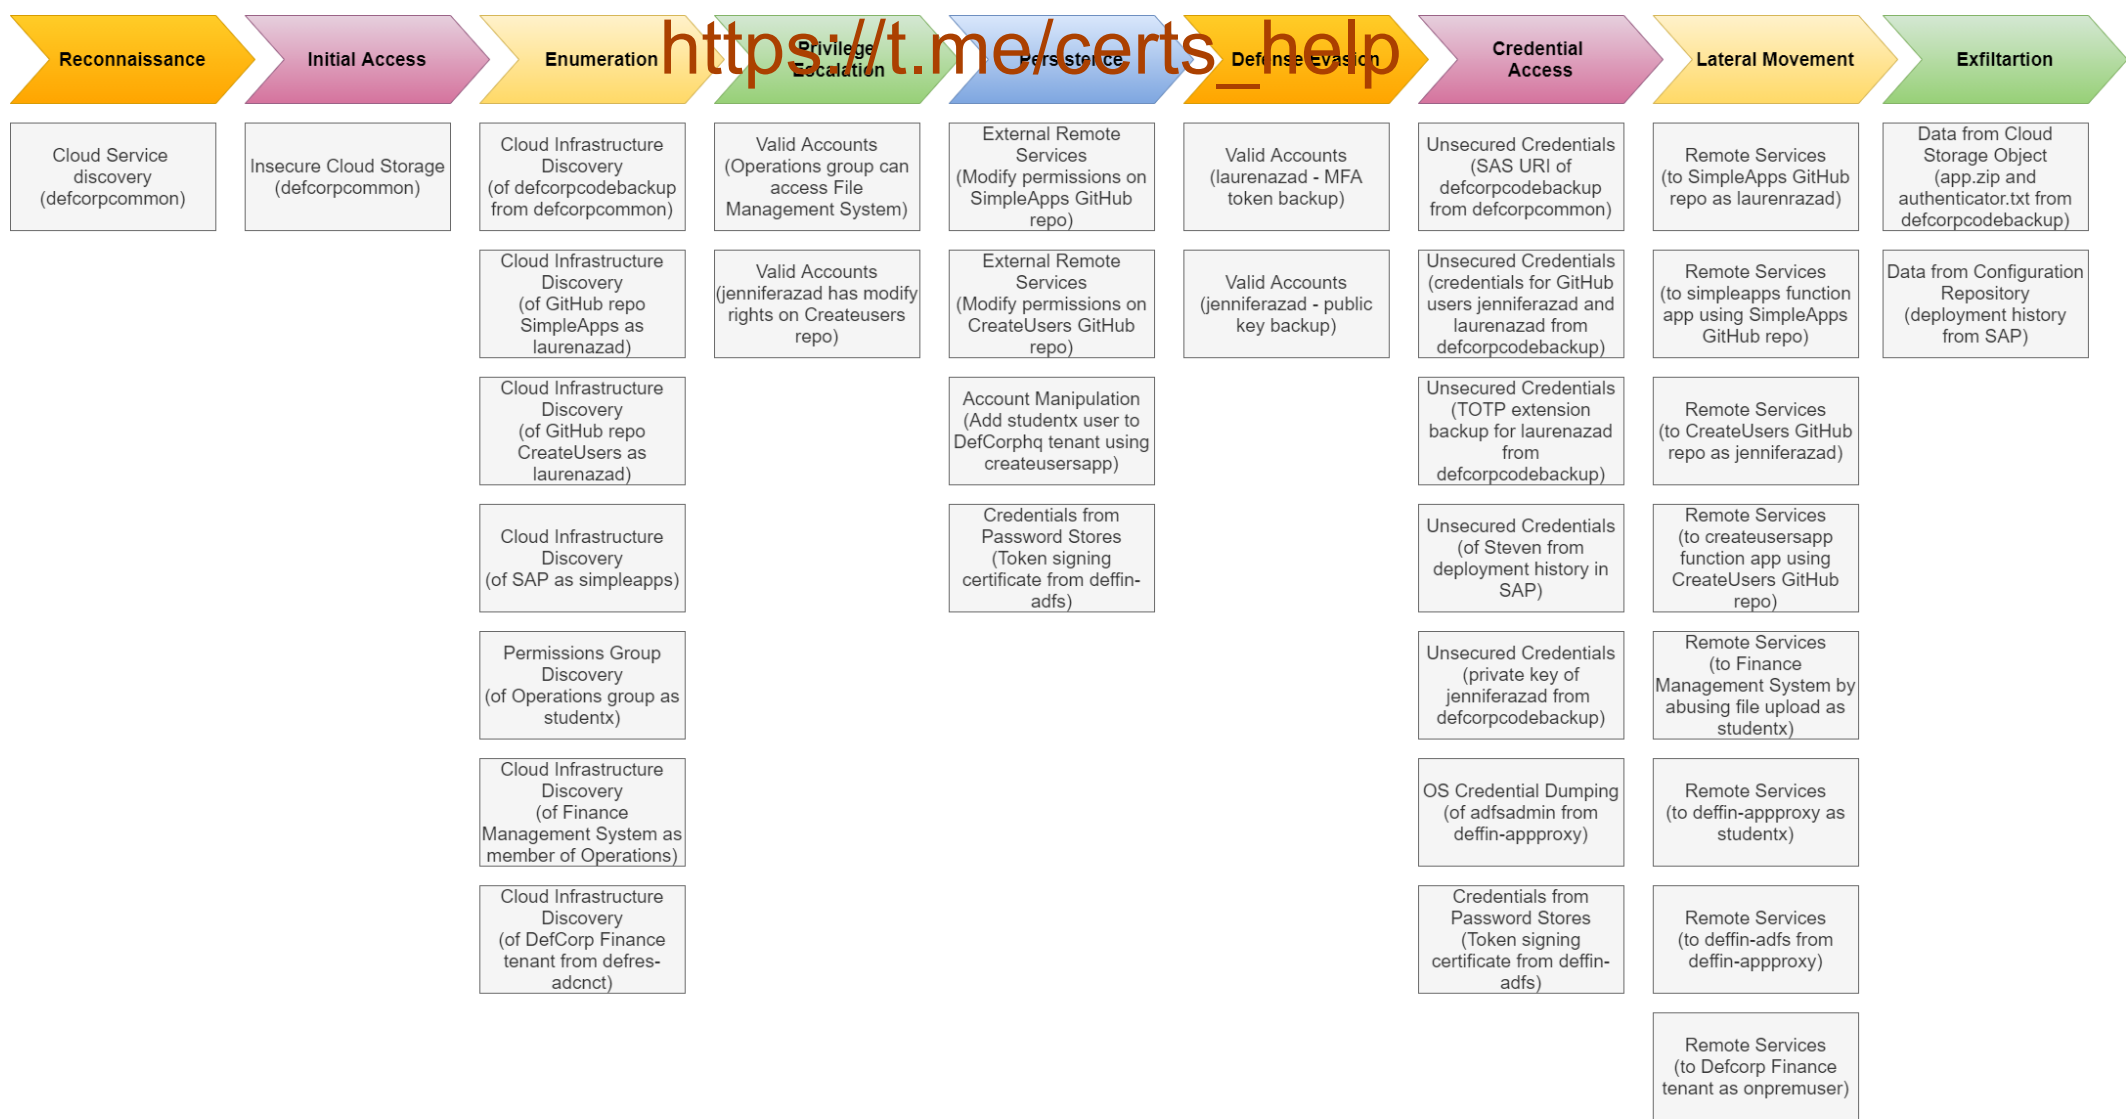 https://t.me/certs_help
Reconnaissance
Initial Access
Enumeration
Privilege
Escalation
Persistence
Defense Evasion
Credential
Access
Lateral Movement
Exfiltartion
Cloud Service
discovery
(defcorpcommon)
Insecure Cloud Storage
(defcorpcommon)
Cloud Infrastructure
Discovery
(of defcorpcodebackup
from defcorpcommon)
Valid Accounts
(Operations group can
access File
Management System)
External Remote
Services
(Modify permissions on
SimpleApps GitHub
repo)
Valid Accounts
(laurenazad - MFA
token backup)
Unsecured Credentials
(SAS URI of
defcorpcodebackup
from defcorpcommon)
Remote Services
(to SimpleApps GitHub
repo as laurenrazad)
Data from Cloud
Storage Object
(app.zip and
authenticator.txt from
defcorpcodebackup)
Cloud Infrastructure
Discovery
(of GitHub repo
SimpleApps as
laurenazad)
Valid Accounts
(jenniferazad has modify
rights on Createusers
repo)
External Remote
Services
(Modify permissions on
CreateUsers GitHub
repo)
Valid Accounts
(jenniferazad - public
key backup)
Unsecured Credentials
(credentials for GitHub
users jenniferazad and
laurenazad from
defcorpcodebackup)
Remote Services
(to simpleapps function
app using SimpleApps
GitHub repo)
Data from Configuration
Repository
(deployment history
from SAP)
Cloud Infrastructure
Discovery
(of GitHub repo
CreateUsers as
laurenazad)
Account Manipulation
(Add studentx user to
DefCorphq tenant using
createusersapp)
Unsecured Credentials
(TOTP extension
backup for laurenazad
from
defcorpcodebackup)
Remote Services
(to CreateUsers GitHub
repo as jenniferazad)
Cloud Infrastructure
Discovery
(of SAP as simpleapps)
Credentials from
Password Stores
(Token signing
certificate from deffin-
adfs)
Unsecured Credentials
(of Steven from
deployment history in
SAP)
Remote Services
(to createusersapp
function app using
CreateUsers GitHub
repo)
Permissions Group
Discovery
(of Operations group as
studentx)
Unsecured Credentials
(private key of
jenniferazad from
defcorpcodebackup)
Remote Services
(to Finance
Management System by
abusing file upload as
studentx)
Cloud Infrastructure
Discovery
(of Finance
Management System as
member of Operations)
OS Credential Dumping
(of adfsadmin from
deffin-appproxy)
Remote Services
(to deffin-appproxy as
studentx)
Cloud Infrastructure
Discovery
(of DefCorp Finance
tenant from defres-
adcnct)
Credentials from
Password Stores
(Token signing
certificate from deffin-
adfs)
Remote Services
(to deffin-adfs from
deffin-appproxy)
Remote Services
(to Defcorp Finance
tenant as onpremuser)